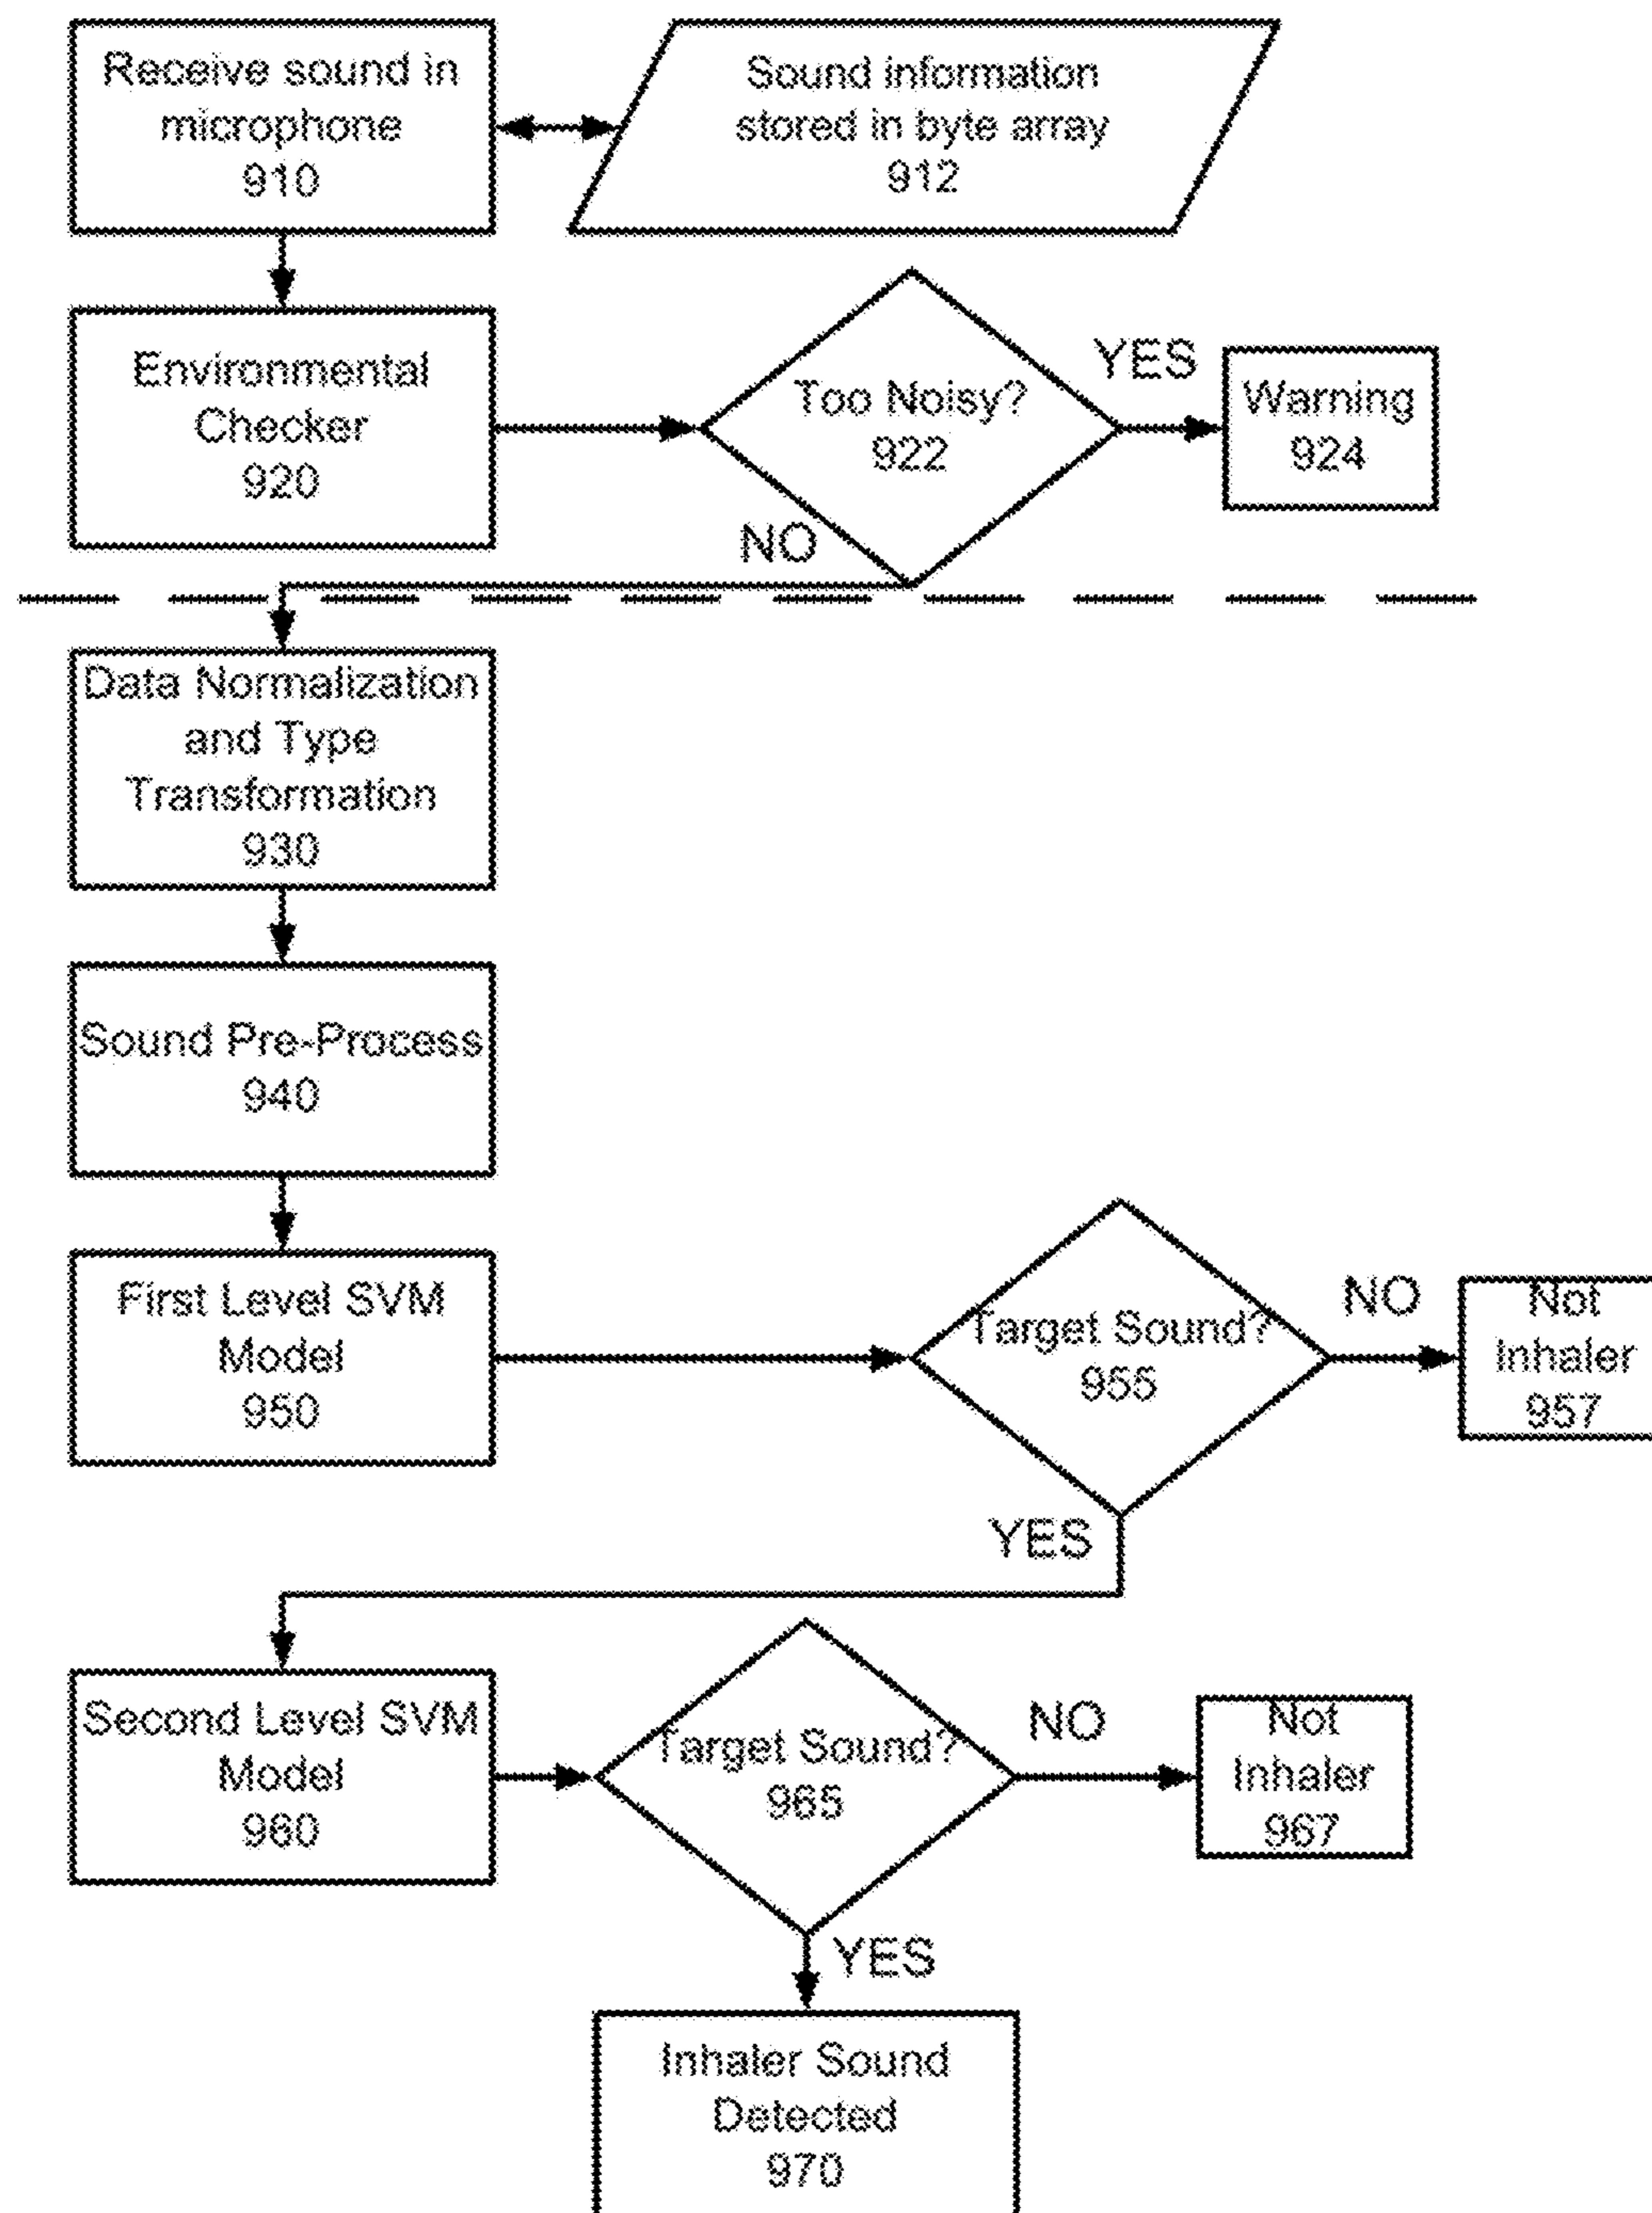 Receive sound in
microphone
910
Sound information
stored in byte array
912
Environmental
Checker
920
Too Noisy?
922
YES
Warning
924
NO
Data Normalization
and Type
Transformation
930
Sound Pre-Process
940
First Level SVM
Model
950
Target Sound?
955
NO
Not
Inhaler
957
YES
Second Level SVM
Model
960
Target Sound?
965
NO
Not
Inhaler
967
YES
Inhaler Sound
Detected
970